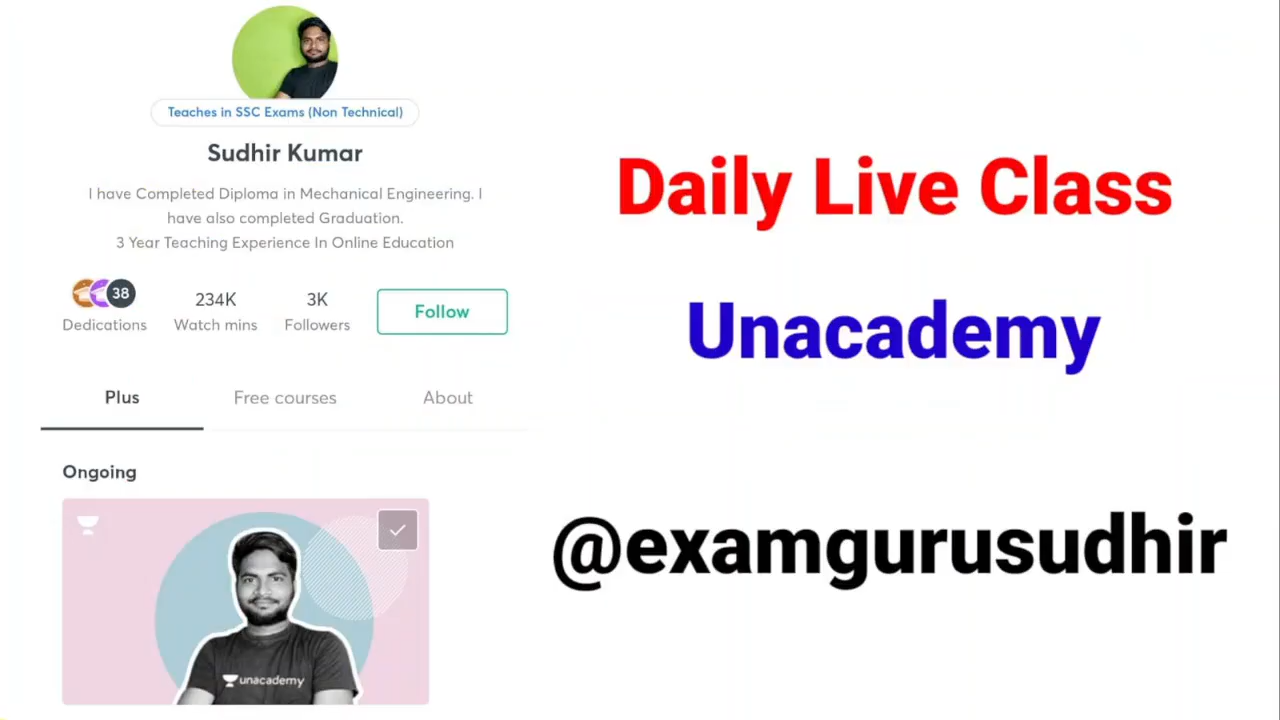 Teaches in SSC Exams (Non Technical)
Sudhir Kumar
I have Completed Diploma in Mechanical Engineering. I
have also completed Graduation.
3 Year Teaching Experience In Online Education
38
Dedications
234K
Watch mins
3K
Followers
Follow
Plus
Free courses
About
Ongoing
unacademy
Daily Live Class
Unacademy
@examgurusudhir